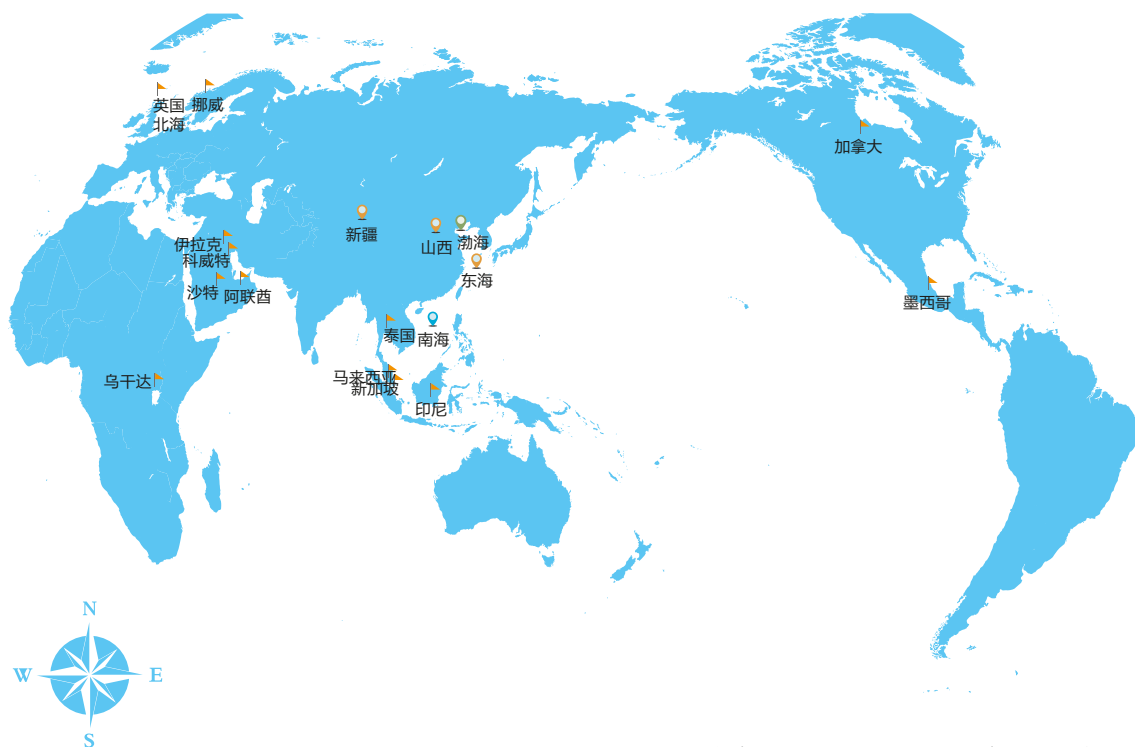 英国
北海
挪威
加拿大
新疆
山西
渤海
东海
伊拉克
科威特
沙特
阿联酋
墨西哥
泰国
南海
乌干达
马来西亚
新加坡
印尼
N
W
E
S